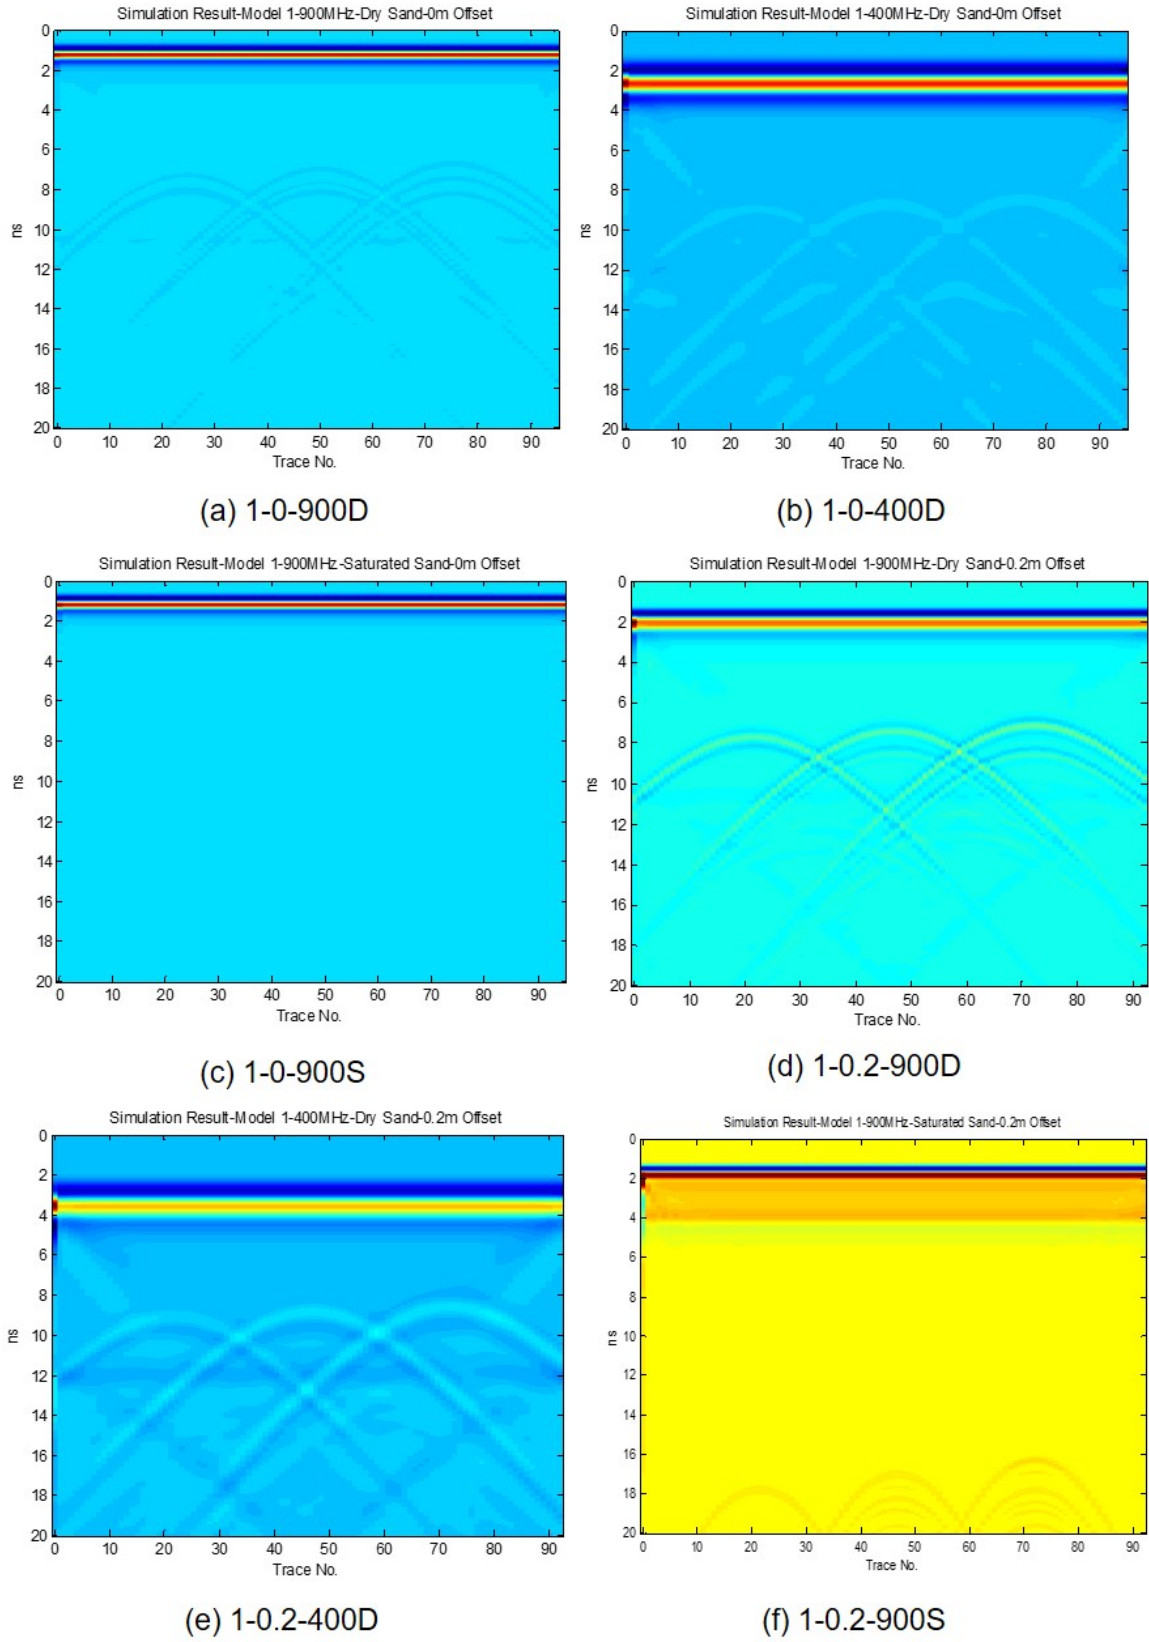 Simulation Result-Model 1-900MHz-Dry Sand-0m Offset
0
2
4
6
8
10
12
14
16
18
20
ns
0 10 20 30 40 50 60 70 80 90
Trace No.
(a) 1-0-900D
Simulation Result-Model 1-400MHz-Dry Sand-0m Offset
0
2
4
6
8
10
12
14
16
18
20
ns
0 10 20 30 40 50 60 70 80 90
Trace No.
(b) 1-0-400D
Simulation Result-Model 1-900MHz-Saturated Sand-0m Offset
0
2
4
6
8
10
12
14
16
18
20
ns
0 10 20 30 40 50 60 70 80 90
Trace No.
(c) 1-0-900S
Simulation Result-Model 1-900MHz-Dry Sand-0.2m Offset
0
2
4
6
8
10
12
14
16
18
20
ns
0 10 20 30 40 50 60 70 80 90
Trace No.
(d) 1-0.2-900D
Simulation Result-Model 1-400MHz-Dry Sand-0.2m Offset
0
2
4
6
8
10
12
14
16
18
20
ns
0 10 20 30 40 50 60 70 80 90
Trace No.
(e) 1-0.2-400D
Simulation Result-Model 1-900MHz-Saturated Sand-0.2m Offset
0
2
4
6
8
10
12
14
16
18
20
ns
0 10 20 30 40 50 60 70 80 90
Trace No.
(f) 1-0.2-900S